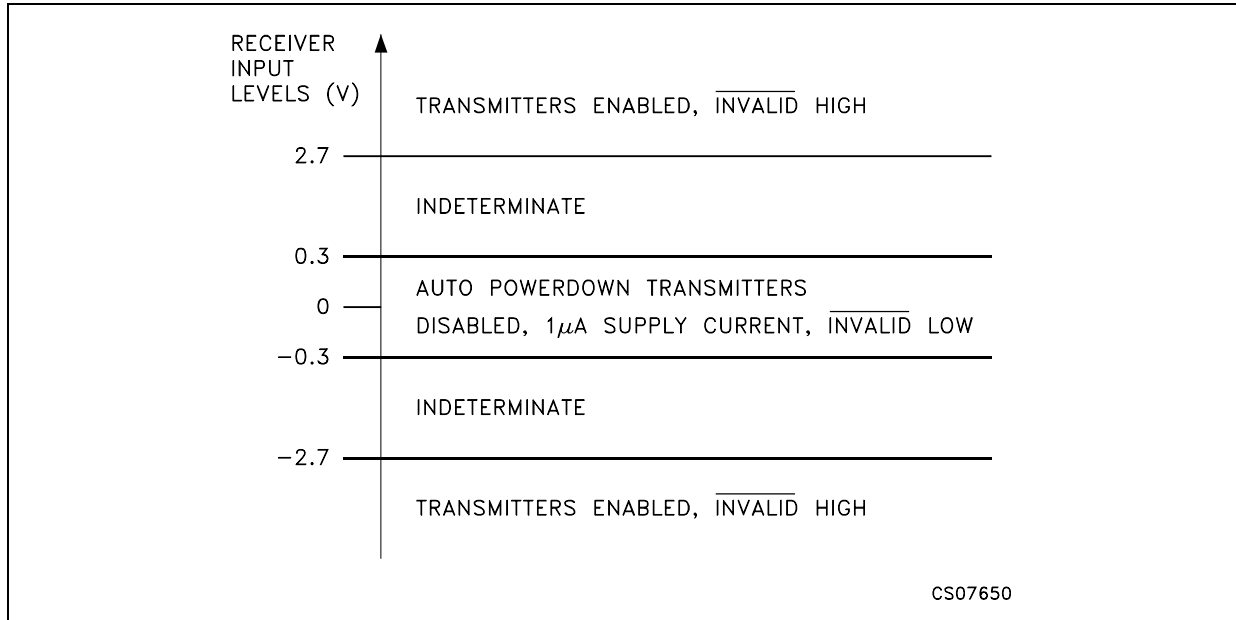 RECEIVER
INPUT
LEVELS (V)
TRANSMITTERS ENABLED, INVALID HIGH
2.7
INDETERMINATE
0.3
AUTO POWERDOWN TRANSMITTERS
0
DISABLED, 1μA SUPPLY CURRENT, INVALID LOW
−0.3
INDETERMINATE
−2.7
TRANSMITTERS ENABLED, INVALID HIGH
CS07650